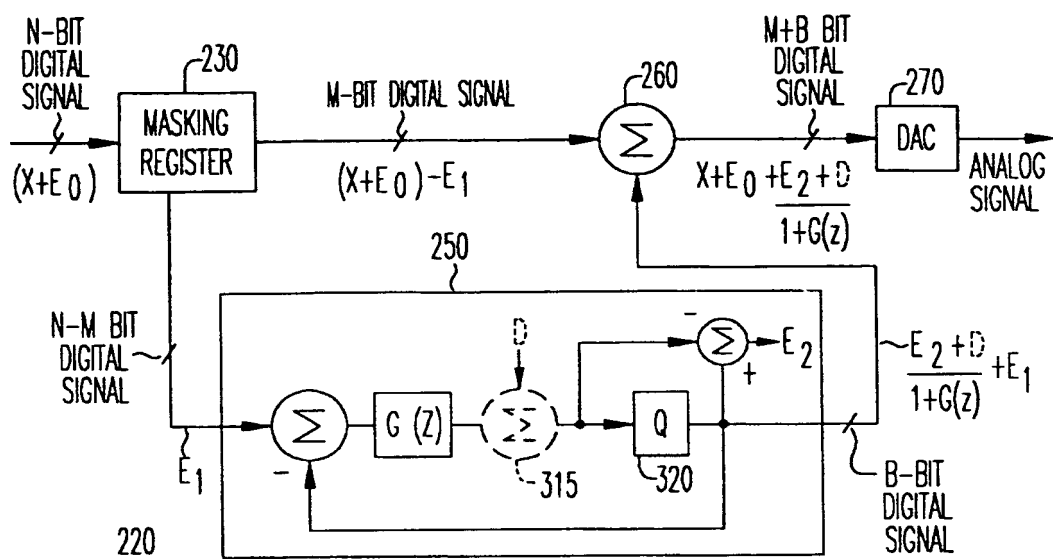 N-BIT
DIGITAL
SIGNAL
230
MASKING
REGISTER
(X+E0)
M-BIT DIGITAL SIGNAL
(X+E0)-E1
260
Σ
M+B BIT
DIGITAL
SIGNAL
X+E0+E2+D
1+G(z)
270
DAC
ANALOG
SIGNAL
N-M BIT
DIGITAL
SIGNAL
E1
250
Σ
-
G (Z)
D
Σ
315
Q
320
-
Σ
+
E2
E2+D
1+G(z)
+E1
B-BIT
DIGITAL
SIGNAL
220